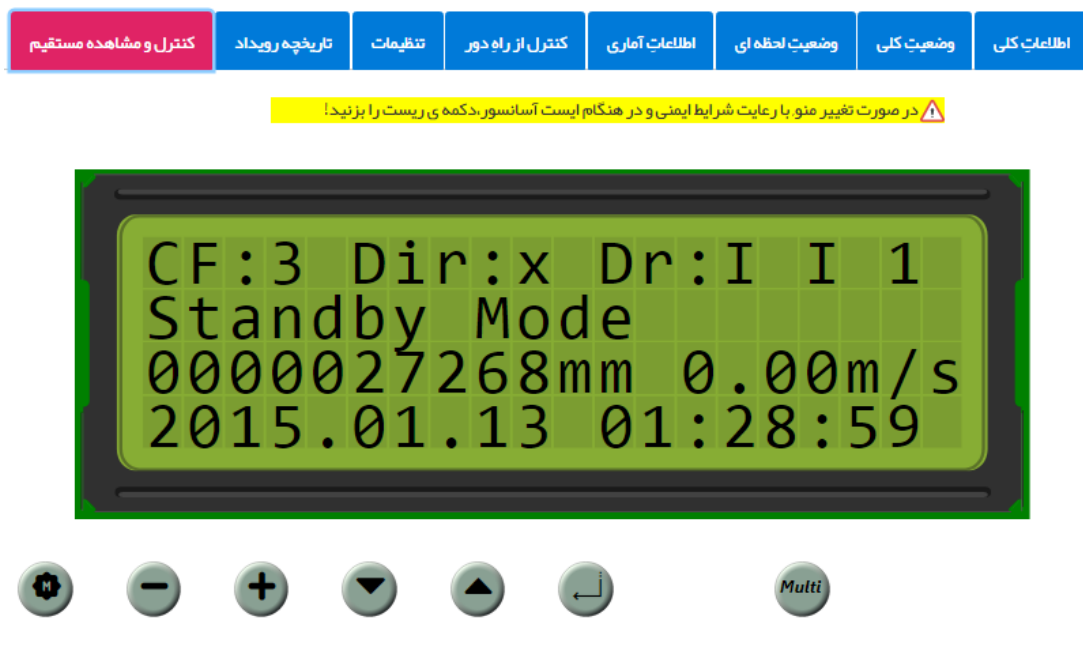 اطلاعاتِ کلی
وضعیتِ کلی
وضعیتِ لحظه ای
اطلاعاتِ آماری
کنترل از راهِ دور
تنظیمات
تاریخچه رویداد
کنترل و مشاهده مستقیم
در صورت تغییر منو، با رعایت شرایط ایمنی و در هنگام ایست آسانسور،دکمه ی ریست را بزنید!
CF:3 Dir:x Dr:I I 1
Standby Mode
0000027268mm 0.00m/s
2015.01.13 01:28:59
M
Multi